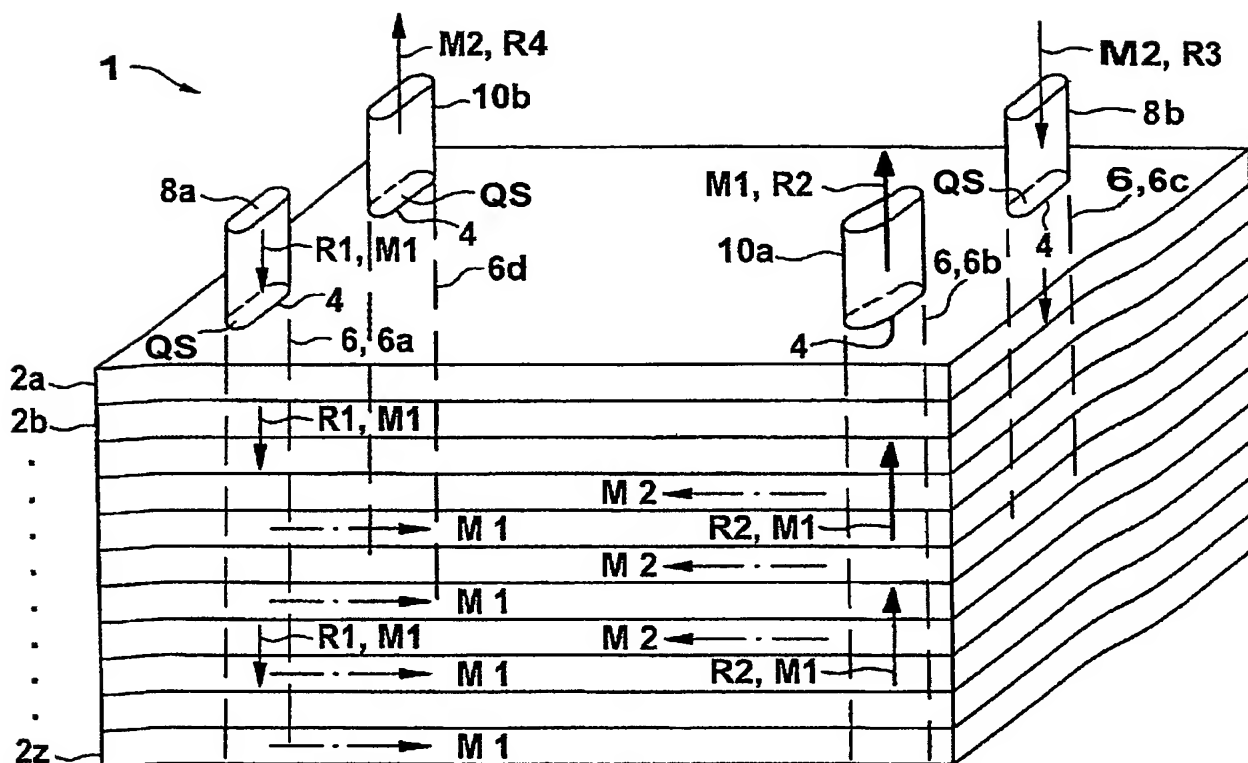 M2, R4
M2, R3
1
10b
8b
8a
QS
M1, R2
QS
6,6c
4
R1, M1
6d
10a
6,6b
4
4
QS
6, 6a
4
2a
2b
R1, M1
.
M 2
.
M 1
R2, M1
.
M 2
.
M 1
.
R1, M1
M 2
.
M 1
R2, M1
.
2z
M 1